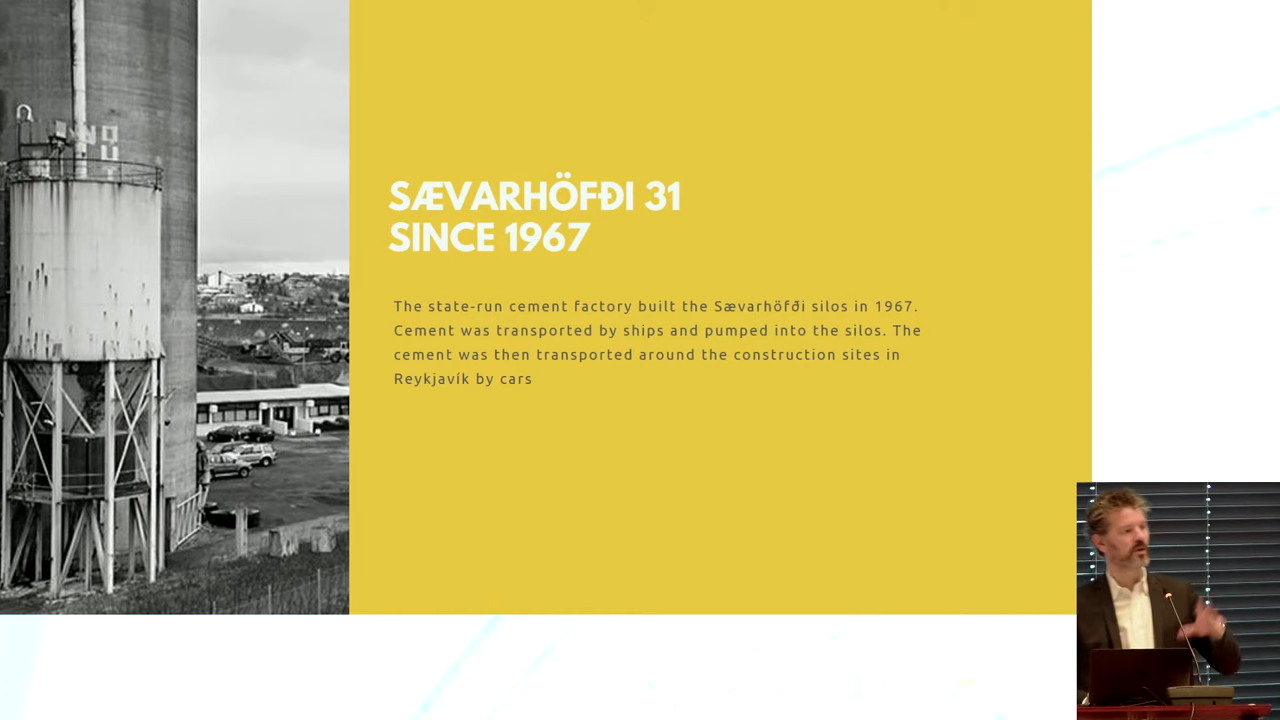 SÆVARHÖFÐI 31
SINCE 1967
The state-run cement factory built the Sævarhöfði silos in 1967.
Cement was transported by ships and pumped into the silos. The
cement was then transported around the construction sites in
Reykjavík by cars